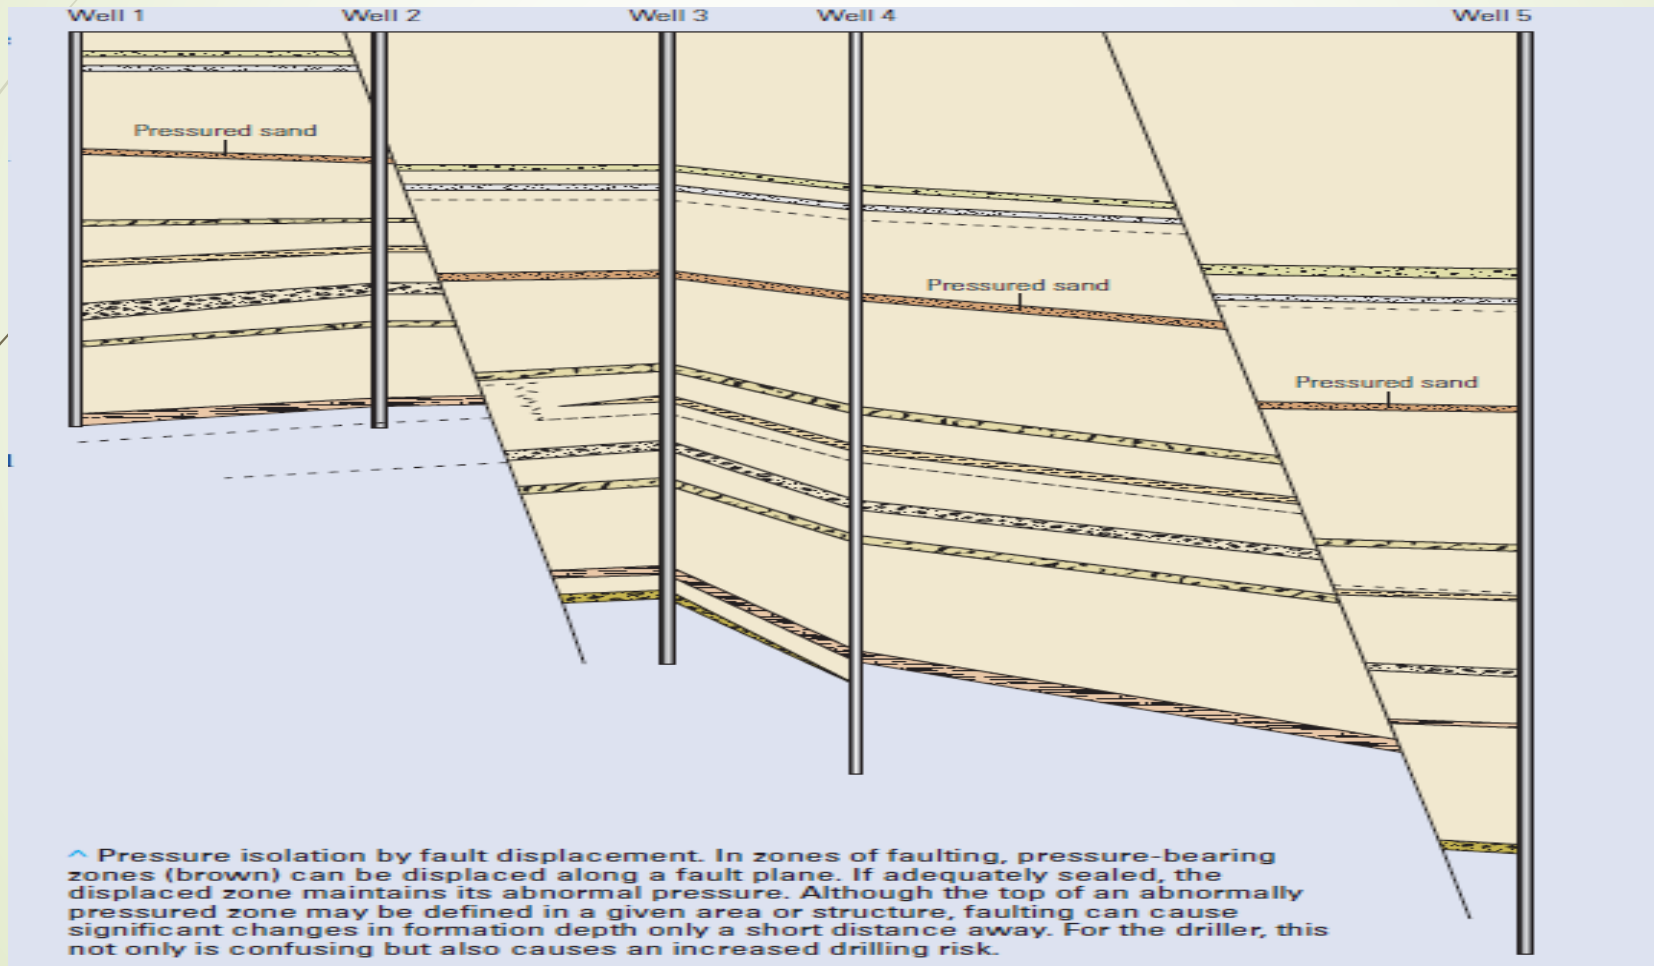 Well 1 Well 2 Well 3 Well 4 Well 5
Pressured sand
Pressured sand
Pressured sand
^ Pressure isolation by fault displacement. In zones of faulting, pressure-bearing
zones (brown) can be displaced along a fault plane. If adequately sealed, the
displaced zone maintains its abnormal pressure. Although the top of an abnormally
pressured zone may be defined in a given area or structure, faulting can cause
significant changes in formation depth only a short distance away. For the driller, this
not only is confusing but also causes an increased drilling risk.